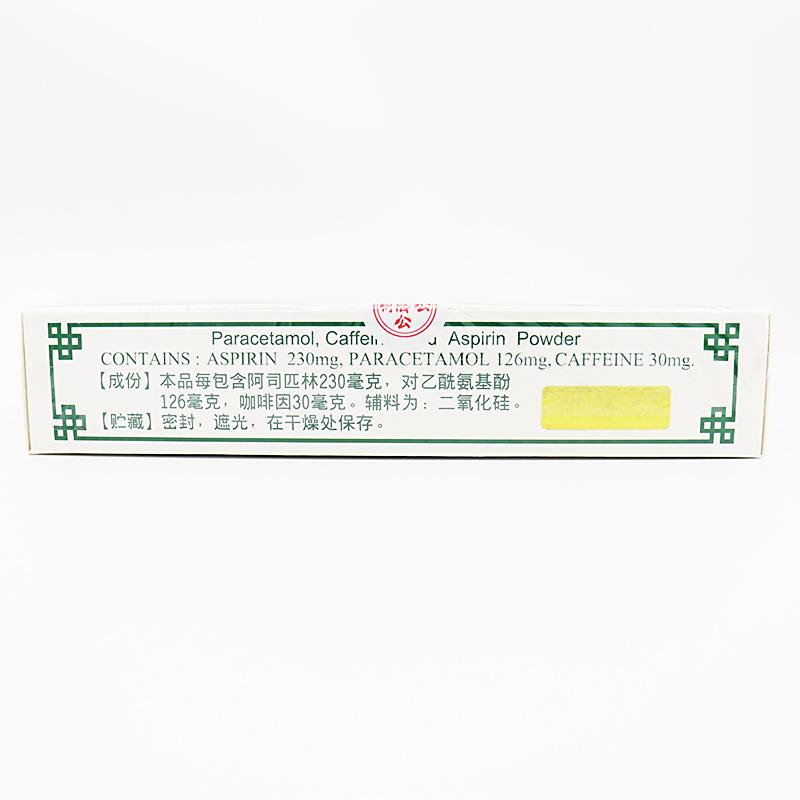 公
Paracetamol, Caffein d Aspirin Powder
CONTAINS : ASPIRIN 230mg, PARACETAMOL 126mg, CAFFEINE 30mg.
【成份】本品每包含阿司匹林230毫克，对乙酰氨基酚
126毫克，咖啡因30毫克。辅料为：二氧化硅。
【贮藏】密封，遮光，在干燥处保存。